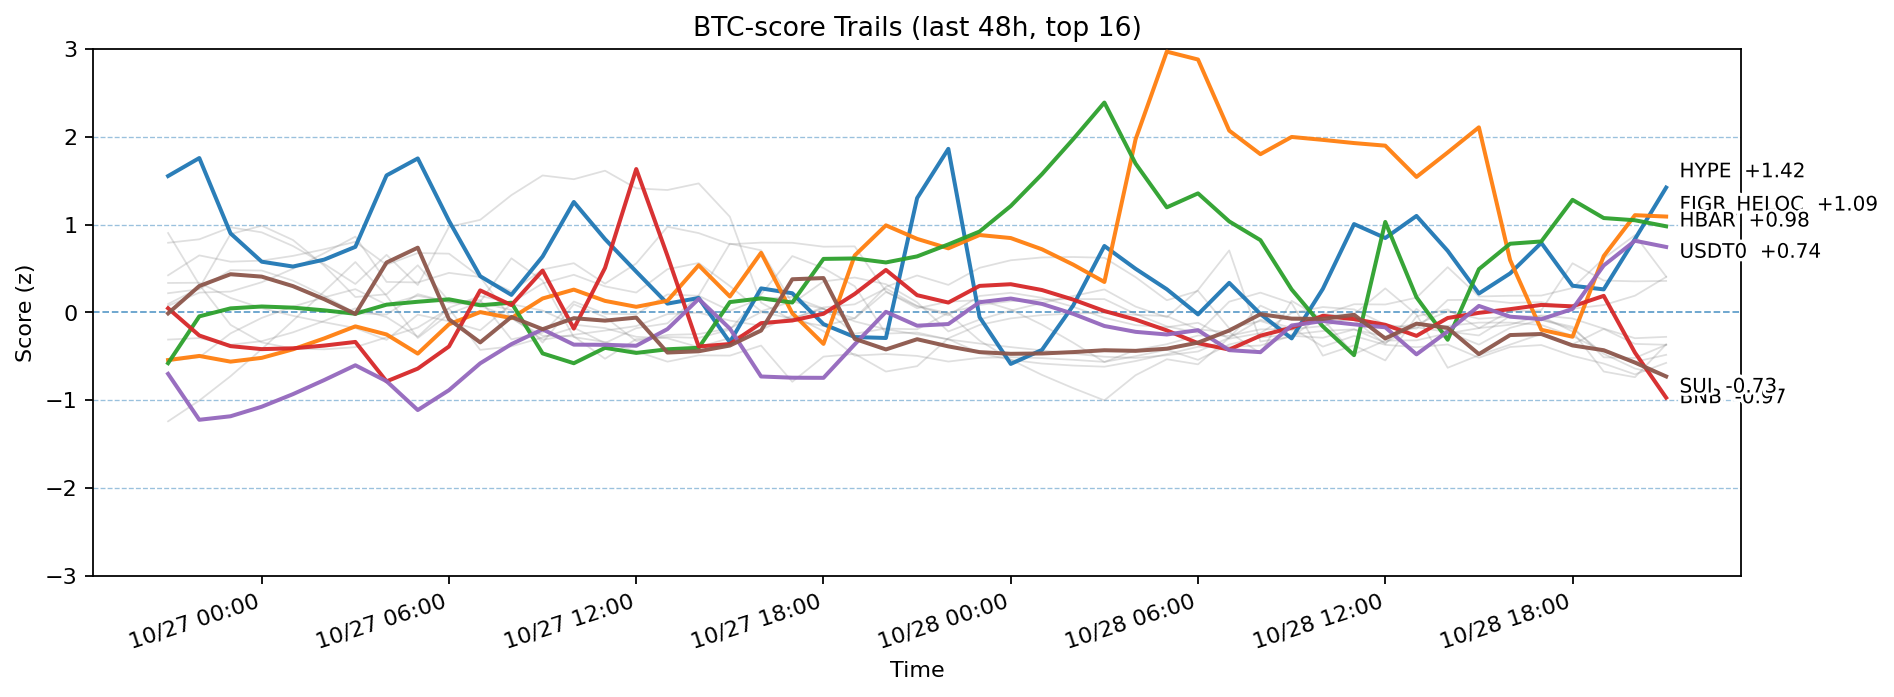 BTC-score Trails (last 48h, top 16)
Score (z)
3
2
1
0
−1
−2
−3
HYPE +1.42
FIGR_HELOC +1.09
HBAR +0.98
USDT0 +0.74
SUI -0.73
BNB -0.97
10/27 00:00
10/27 06:00
10/27 12:00
10/27 18:00
10/28 00:00
10/28 06:00
10/28 12:00
10/28 18:00
Time